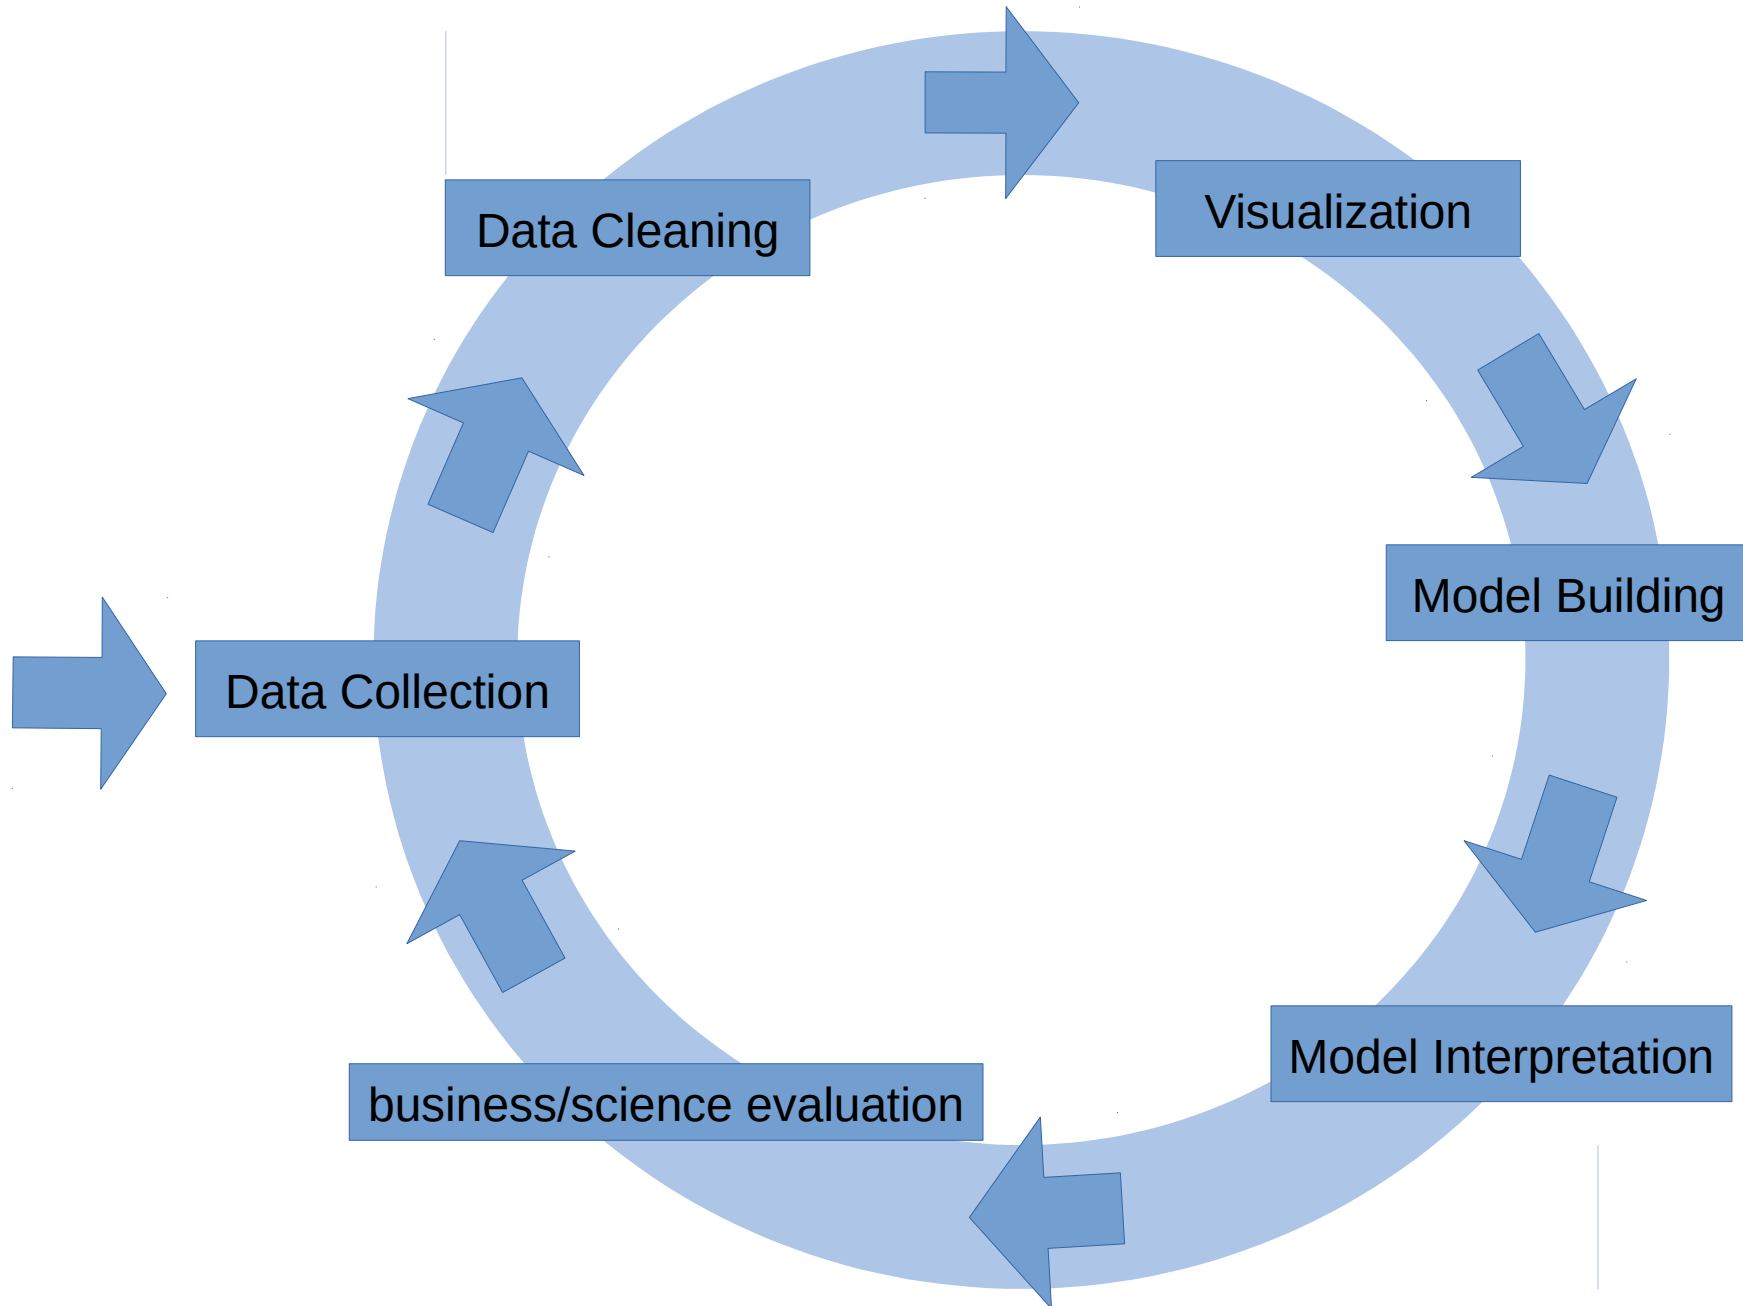 Data Cleaning
Visualization
Model Building
Data Collection
Model Interpretation
business/science evaluation